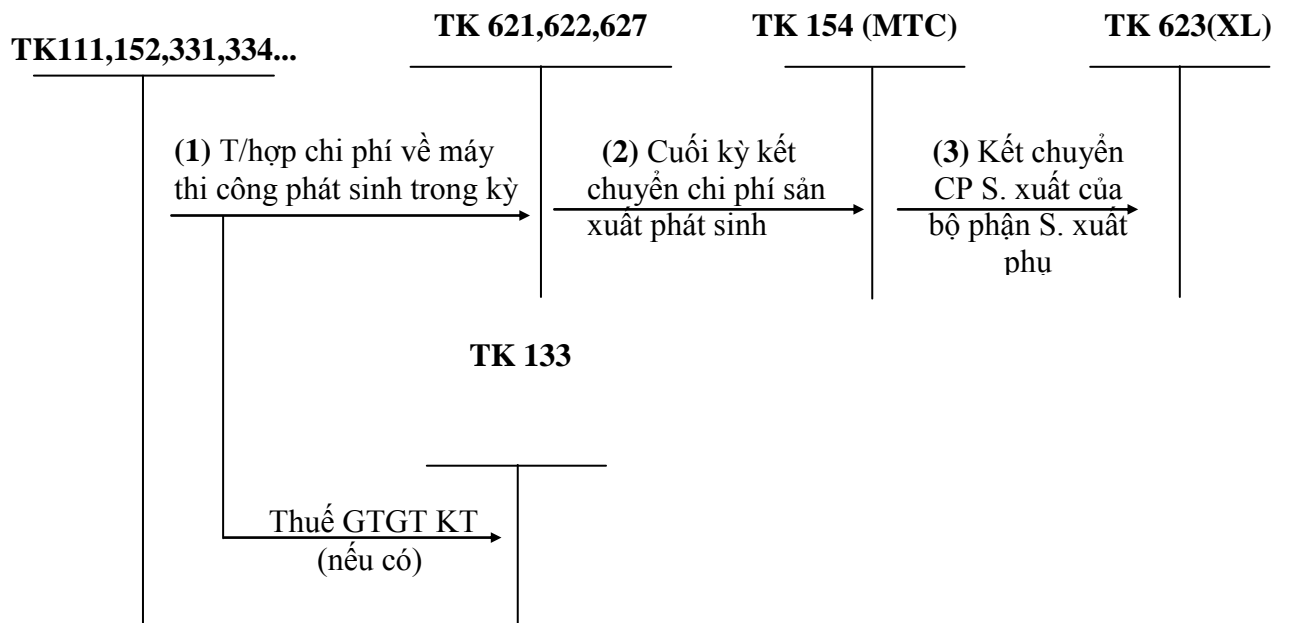 TK 621,622,627 TK 154 (MTC) TK 623(XL)
TK111,152,331,334...
(1) T/hợp chi phí về máy
thi công phát sinh trong kỳ
(2) Cuối kỳ kết
chuyển chi phí sản
xuất phát sinh
(3) Kết chuyển
CP S. xuất của
bộ phận S. xuất
phụ
TK 133
Thuế GTGT KT
(nếu có)